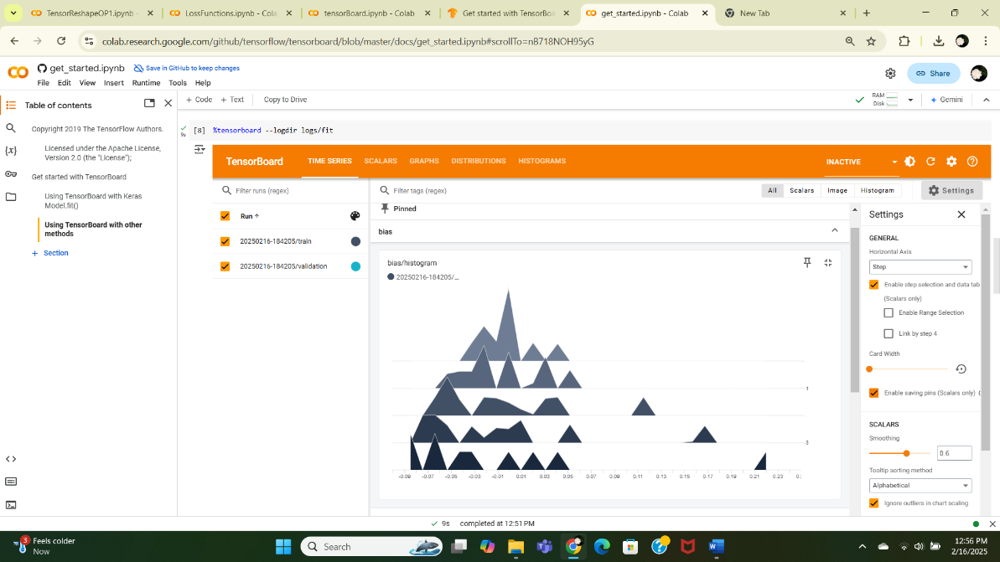 TensorReshapeOP1.ipynb -
LossFunctions.ipynb - Cola
tensorBoard.ipynb - Colab
Get started with TensorBoa
get_started.ipynb - Colab
New Tab
colab.research.google.com/github/tensorflow/tensorboard/blob/master/docs/get_started.ipynb#scrollTo=nB718NOH95yG
get_started.ipynb
Save in GitHub to keep changes
File Edit View Insert Runtime Tools Help
Share
Table of contents
+ Code + Text Copy to Drive
RAM
Disk
Gemini
Copyright 2019 The TensorFlow Authors.
Licensed under the Apache License,
Version 2.0 (the "License");
Get started with TensorBoard
Using TensorBoard with Keras
Model.fit()
Using TensorBoard with other
methods
+ Section
9s
[8] %tensorboard --logdir logs/fit
TensorBoard
TIME SERIES SCALARS GRAPHS DISTRIBUTIONS HISTOGRAMS
INACTIVE
Filter runs (regex)
Filter tags (regex)
All Scalars Image Histogram
Settings
Run ↑
20250216-184205/train
20250216-184205/validation
Pinned
bias
bias/histogram
20250216-184205/...
1
3
-0.09 -0.07 -0.05 -0.03 -0.01 0.01 0.03 0.05 0.07 0.09 0.11 0.13 0.15 0.17 0.19 0.21 0.23 0.:
Settings
GENERAL
Horizontal Axis
Step
Enable step selection and data tab
(Scalars only)
Enable Range Selection
Link by step 4
Card Width
Enable saving pins (Scalars only) (
SCALARS
Smoothing
0.6
Tooltip sorting method
Alphabetical
Ignore outliers in chart scaling
9s completed at 12:51 PM
3
Feels colder
Now
Search
12:56 PM
2/16/2025